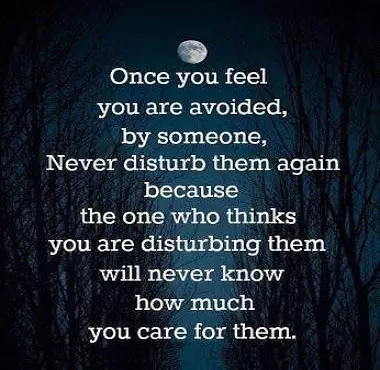 Once you feel
you are avoided,
by someone,
Never disturb them again
because
the one who thinks
you are disturbing them
will never know
how much
you care for them.